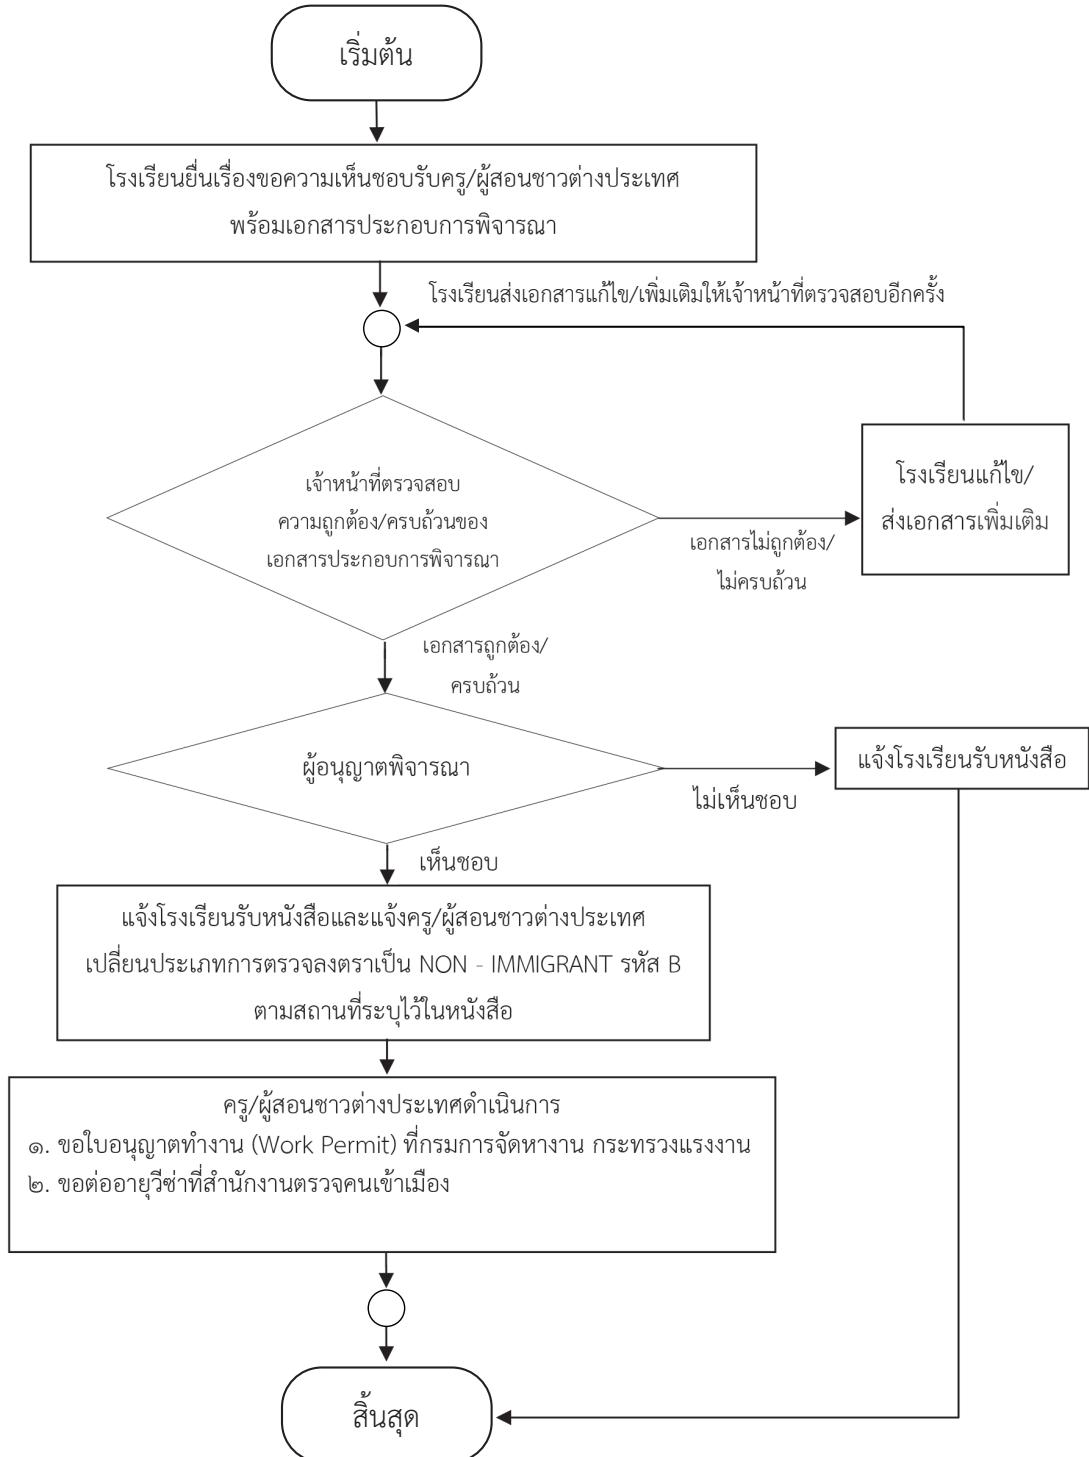 เริ่มต้น
โรงเรียนยื่นเรื่องขอความเห็นชอบรับครู/ผู้สอนชาวต่างประเทศ
พร้อมเอกสารประกอบการพิจารณา
โรงเรียนส่งเอกสารแก้ไข/เพิ่มเติมให้เจ้าหน้าที่ตรวจสอบอีกครั้ง
เจ้าหน้าที่ตรวจสอบ
ความถูกต้อง/ครบถ้วนของ
เอกสารประกอบการพิจารณา
เอกสารไม่ถูกต้อง/
ไม่ครบถ้วน
โรงเรียนแก้ไข/
ส่งเอกสารเพิ่มเติม
เอกสารถูกต้อง/
ครบถ้วน
ผู้อนุญาตพิจารณา
ไม่เห็นชอบ
แจ้งโรงเรียนรับหนังสือ
เห็นชอบ
แจ้งโรงเรียนรับหนังสือและแจ้งครู/ผู้สอนชาวต่างประเทศ
เปลี่ยนประเภทการตรวจลงตราเป็น NON - IMMIGRANT รหัส B
ตามสถานที่ระบุไว้ในหนังสือ
ครู/ผู้สอนชาวต่างประเทศดำเนินการ
๑. ขอใบอนุญาตทำงาน (Work Permit) ที่กรมการจัดหางาน กระทรวงแรงงาน
๒. ขอต่ออายุวีซ่าที่สำนักงานตรวจคนเข้าเมือง
สิ้นสุด